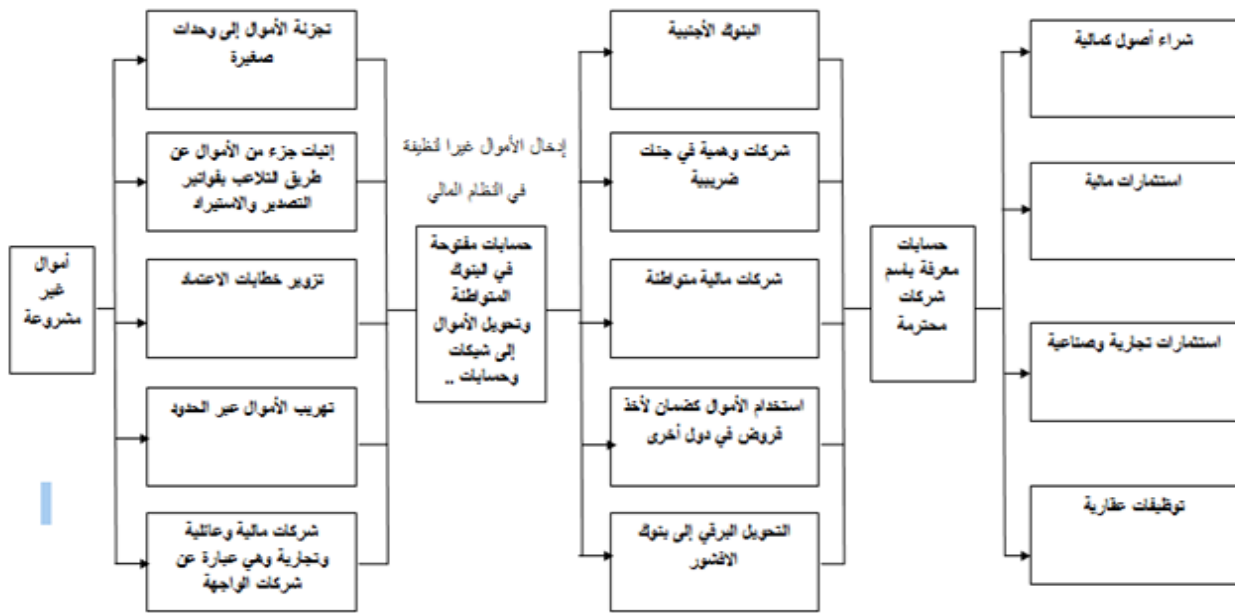 أموال
غير
مشروعة
تجزئة الأموال إلى وحدات
صغيرة
إثبات جزء من الأموال عن
طريق التلاعب بفواتير
التصدير والاستيراد
تزوير خطابات الاعتماد
تهريب الأموال عبر الحدود
شركات مالية وعائلية
وتجارية وهي عبارة عن
شركات الواجهة
إدخال الأموال غيرا لنظيفة
في النظام المالي
حسابات مفتوحة
في البنوك
المتواطئة
وتحويل الأموال
إلى شيكات
وحسابات ..
البنوك الأجنبية
شركات وهمية في جنات
ضريبية
شركات مالية متواطئة
استخدام الأموال كضمان لأخذ
قروض في دول أخرى
التحويل البرقي إلى بنوك
الافشور
حسابات
معرفة باسم
شركات
محترمة
شراء أصول كمالية
استثمارات مالية
استثمارات تجارية وصناعية
توظيفات عقارية